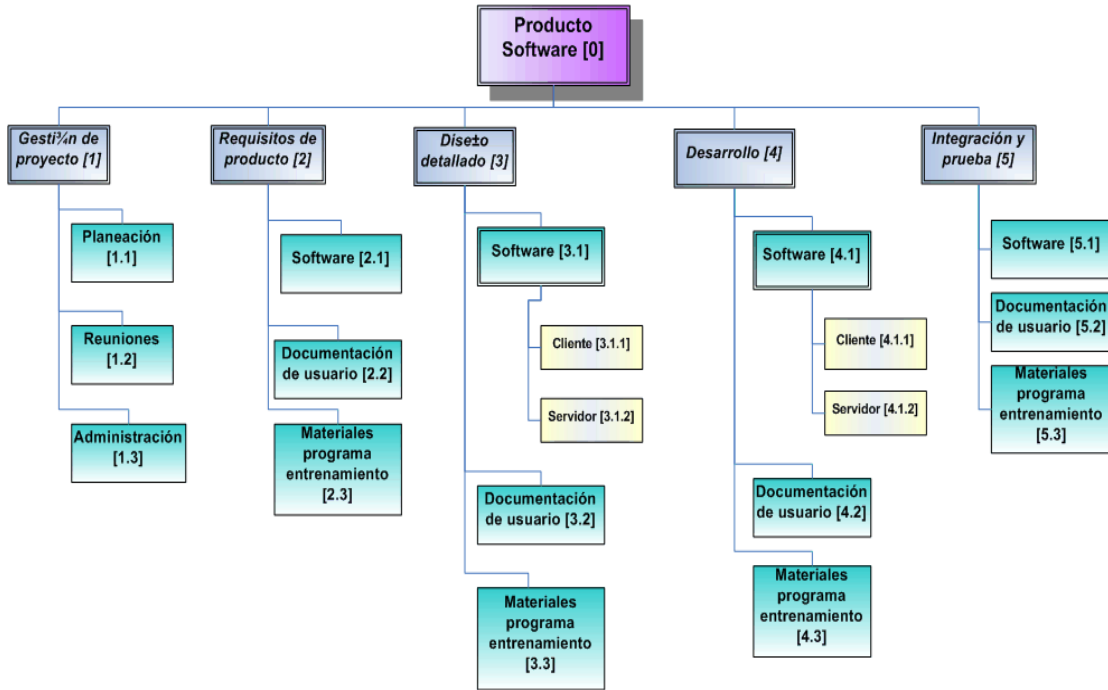 Producto
Software [0]
Gesti¾n de
proyecto [1]
Requisitos de
producto [2]
Dise±o
detallado [3]
Desarrollo [4]
Integración y
prueba [5]
Planeación
[1.1]
Reuniones
[1.2]
Administración
[1.3]
Software [2.1]
Documentación
de usuario [2.2]
Materiales
programa
entrenamiento
[2.3]
Software [3.1]
Cliente [3.1.1]
Servidor [3.1.2]
Documentación
de usuario [3.2]
Materiales
programa
entrenamiento
[3.3]
Software [4.1]
Cliente [4.1.1]
Servidor [4.1.2]
Documentación
de usuario [4.2]
Materiales
programa
entrenamiento
[4.3]
Software [5.1]
Documentación
de usuario [5.2]
Materiales
programa
entrenamiento
[5.3]